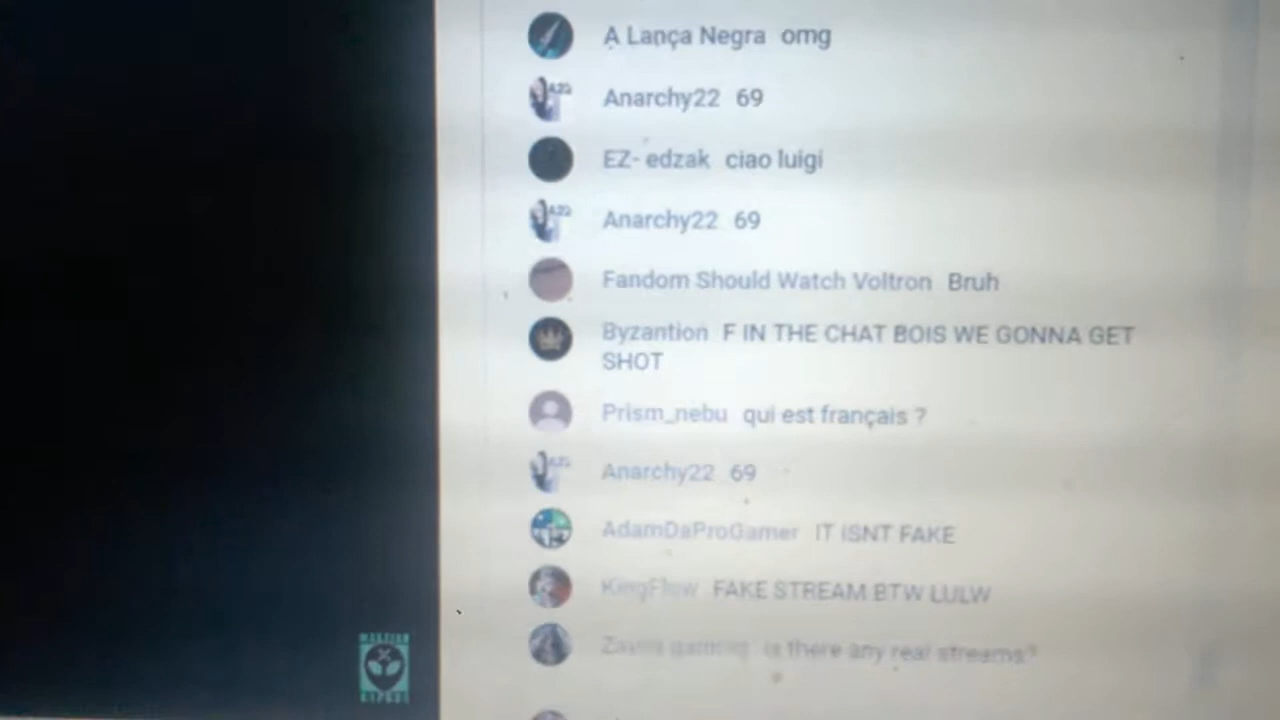 A Lança Negra omg
Anarchy22 69
EZ- edzak ciao luigi
Anarchy22 69
Fandom Should Watch Voltron Bruh
Byzantion F IN THE CHAT BOIS WE GONNA GET
SHOT
Prism_nebu qui est français ?
Anarchy22 69
AdamDaProGamer IT ISNT FAKE
KingFlow FAKE STREAM BTW LULW
is there any real streams?